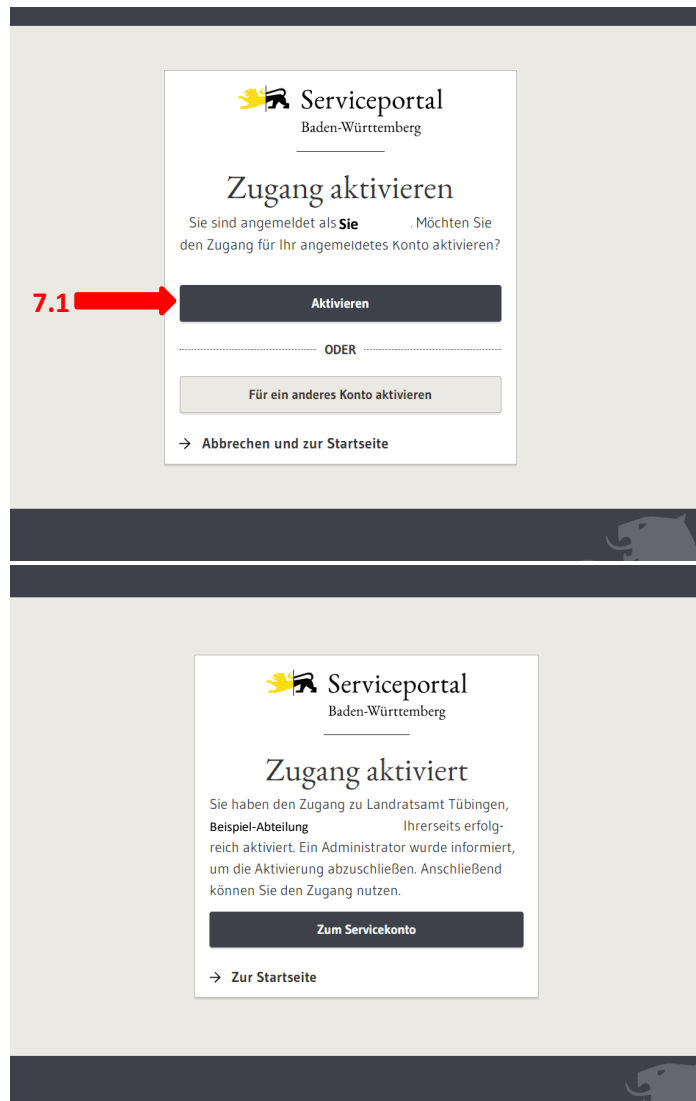 Serviceportal
Baden-Württemberg
Zugang aktivieren
Sie sind angemeldet als Sie . Möchten Sie
den Zugang für Ihr angemeldetes Konto aktivieren?
7.1
Aktivieren
ODER
Für ein anderes Konto aktivieren
→ Abbrechen und zur Startseite
Serviceportal
Baden-Württemberg
Zugang aktiviert
Sie haben den Zugang zu Landratsamt Tübingen,
Beispiel-Abteilung Ihrerseits erfolg-
reich aktiviert. Ein Administrator wurde informiert,
um die Aktivierung abzuschließen. Anschließend
können Sie den Zugang nutzen.
Zum Servicekonto
→ Zur Startseite